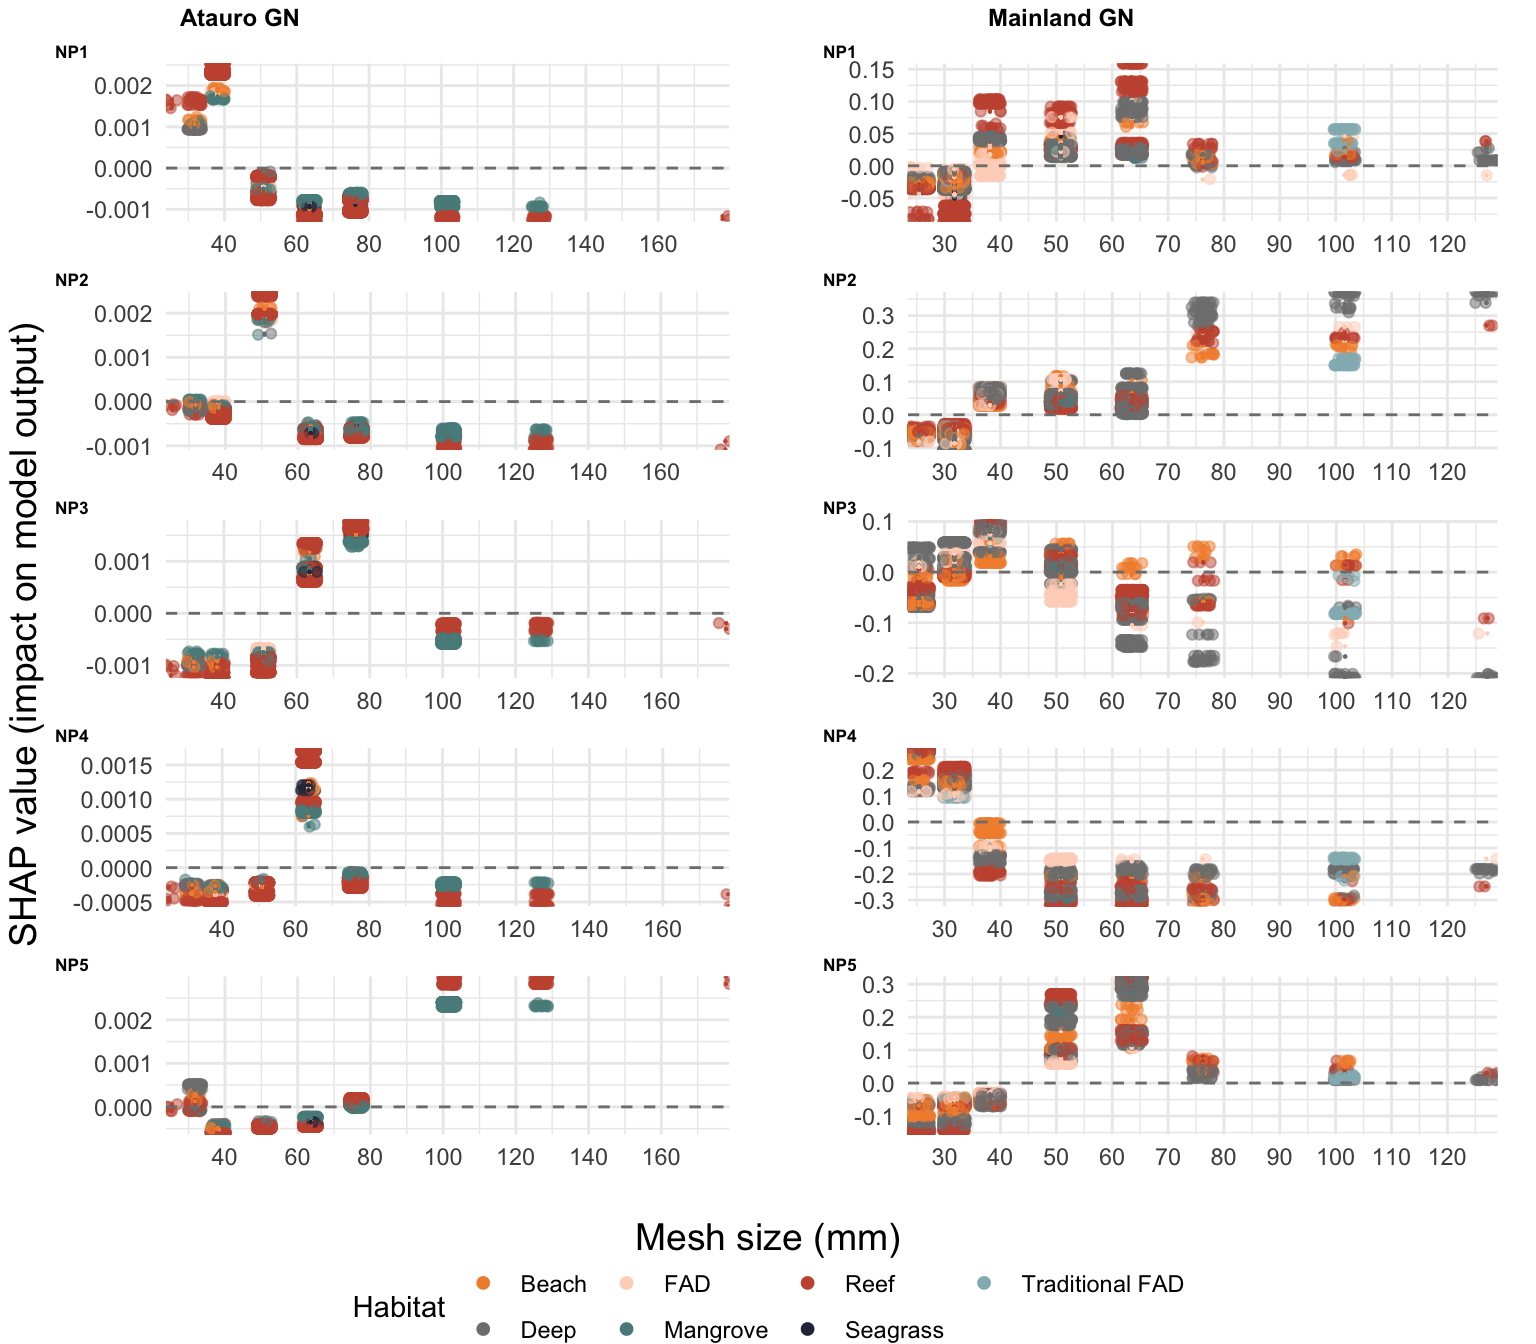 Atauro GN
Mainland GN
NP1
0.002
0.001
0.000
-0.001
40 60 80 100 120 140 160
NP1
0.15
0.10
0.05
0.00
-0.05
30 40 50 60 70 80 90 100 110 120
NP2
0.002
0.001
0.000
-0.001
40 60 80 100 120 140 160
NP2
0.3
0.2
0.1
0.0
-0.1
30 40 50 60 70 80 90 100 110 120
NP3
0.001
0.000
-0.001
40 60 80 100 120 140 160
NP3
0.1
0.0
-0.1
-0.2
30 40 50 60 70 80 90 100 110 120
NP4
0.0015
0.0010
0.0005
0.0000
-0.0005
40 60 80 100 120 140 160
NP4
0.2
0.1
0.0
-0.1
-0.2
-0.3
30 40 50 60 70 80 90 100 110 120
NP5
0.002
0.001
0.000
40 60 80 100 120 140 160
NP5
0.3
0.2
0.1
0.0
-0.1
30 40 50 60 70 80 90 100 110 120
SHAP value (impact on model output)
Mesh size (mm)
Habitat
Beach FAD Reef Traditional FAD
Deep Mangrove Seagrass